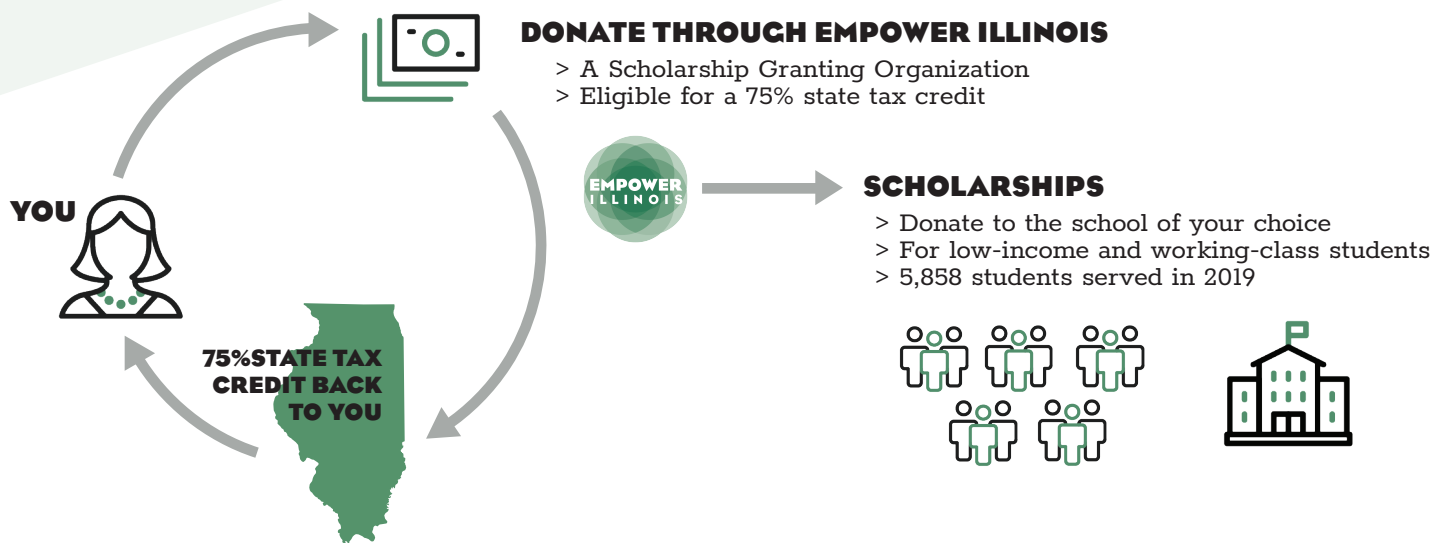 DONATE THROUGH EMPOWER ILLINOIS
> A Scholarship Granting Organization
> Eligible for a 75% state tax credit
EMPOWER
ILLINOIS
SCHOLARSHIPS
> Donate to the school of your choice
> For low-income and working-class students
> 5,858 students served in 2019
YOU
75%STATE TAX
CREDIT BACK
TO YOU